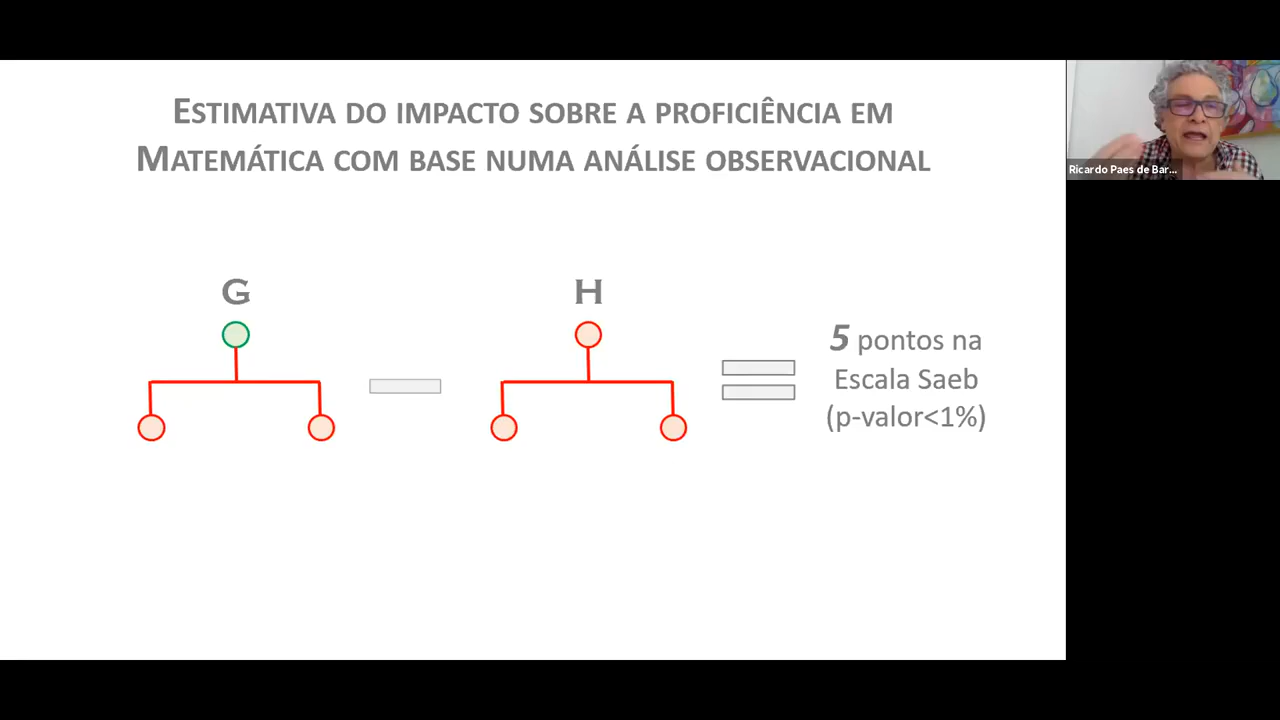 ESTIMATIVA DO IMPACTO SOBRE A PROFICIÊNCIA EM
MATEMÁTICA COM BASE NUMA ANÁLISE OBSERVACIONAL
Ricardo Paes de Bar...
G
H
5 pontos na
Escala Saeb
(p-valor<1%)